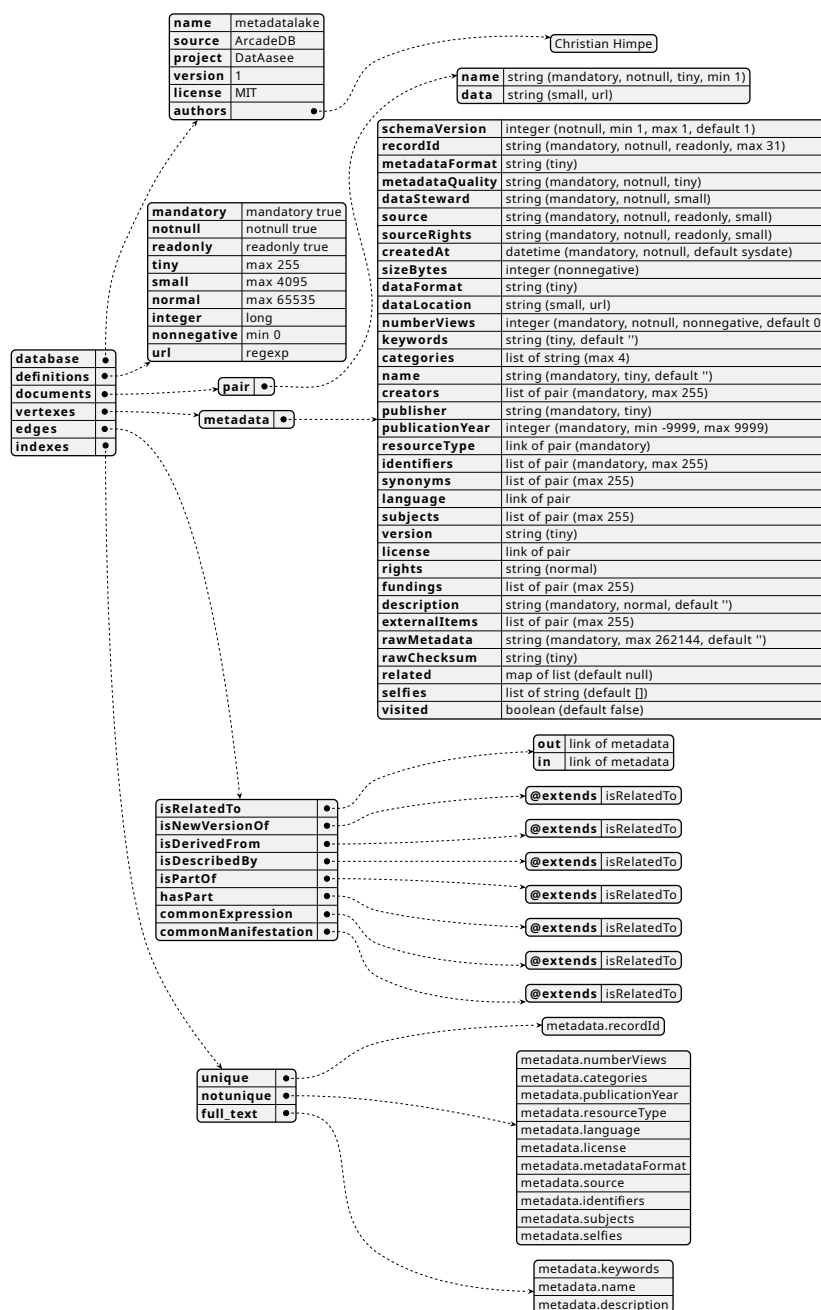 name metadatalake
source ArcadeDB
project DatAasee
version 1
license MIT
authors
Christian Himpe
name string (mandatory, notnull, tiny, min 1)
data string (small, url)
schemaVersion integer (notnull, min 1, max 1, default 1)
recordId string (mandatory, notnull, readonly, max 31)
metadataFormat string (tiny)
metadataQuality string (mandatory, notnull, tiny)
dataSteward string (mandatory, notnull, small)
source string (mandatory, notnull, readonly, small)
sourceRights string (mandatory, notnull, readonly, small)
createdAt datetime (mandatory, notnull, default sysdate)
sizeBytes integer (nonnegative)
dataFormat string (tiny)
dataLocation string (small, url)
numberViews integer (mandatory, notnull, nonnegative, default 0
keywords string (tiny, default '')
categories list of string (max 4)
name string (mandatory, tiny, default '')
creators list of pair (mandatory, max 255)
publisher string (mandatory, tiny)
publicationYear integer (mandatory, min -9999, max 9999)
resourceType link of pair (mandatory)
identifiers list of pair (mandatory, max 255)
synonyms list of pair (max 255)
language link of pair
subjects list of pair (max 255)
version string (tiny)
license link of pair
rights string (normal)
fundings list of pair (max 255)
description string (mandatory, normal, default '')
externalItems list of pair (max 255)
rawMetadata string (mandatory, max 262144, default '')
rawChecksum string (tiny)
related map of list (default null)
selfies list of string (default [])
visited boolean (default false)
mandatory mandatory true
notnull notnull true
readonly readonly true
tiny max 255
small max 4095
normal max 65535
integer long
nonnegative min 0
url regexp
database
definitions
documents
vertexes
edges
indexes
pair
metadata
out link of metadata
in link of metadata
isRelatedTo
isNewVersionOf
isDerivedFrom
isDescribedBy
isPartOf
hasPart
commonExpression
commonManifestation
@extends isRelatedTo
@extends isRelatedTo
@extends isRelatedTo
@extends isRelatedTo
@extends isRelatedTo
@extends isRelatedTo
@extends isRelatedTo
unique
notunique
full_text
metadata.recordId
metadata.numberViews
metadata.categories
metadata.publicationYear
metadata.resourceType
metadata.language
metadata.license
metadata.metadataFormat
metadata.source
metadata.identifiers
metadata.subjects
metadata.selfies
metadata.keywords
metadata.name
metadata.description